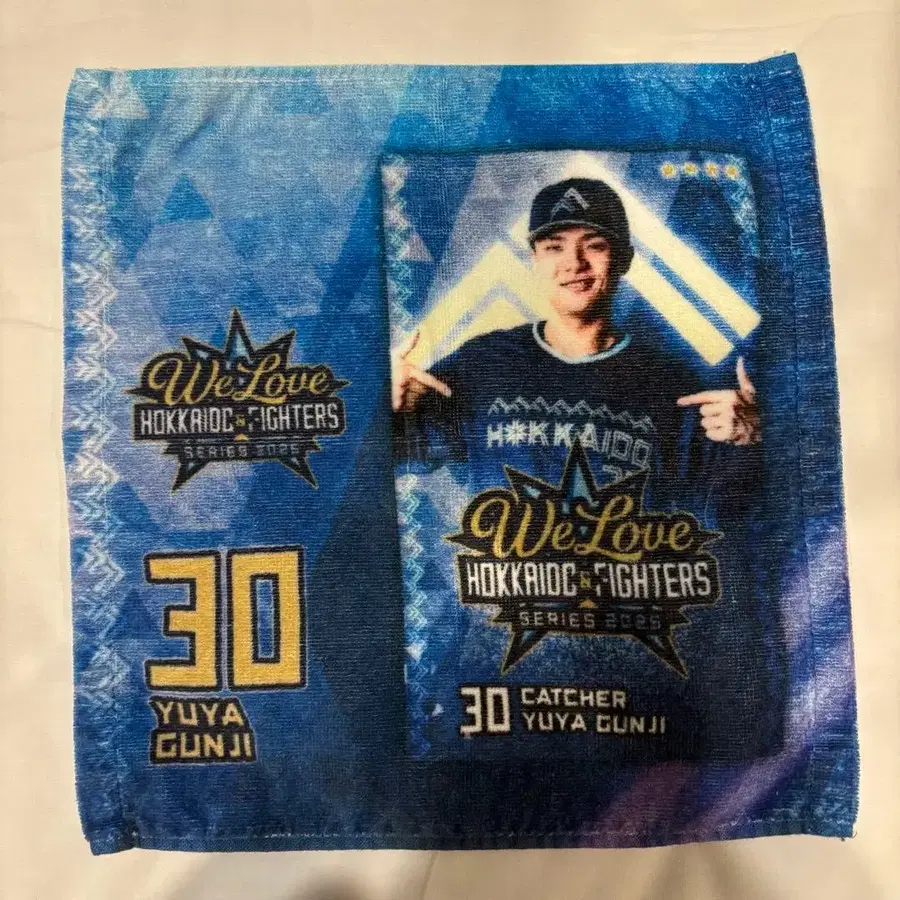 We Love
HOKKAIDO & FIGHTERS
SERIES 2025
30
YUYA
GUNJI
HOKKAIDO
We Love
HOKKAIDO & FIGHTERS
SERIES 2025
30 CATCHER
YUYA GUNJI